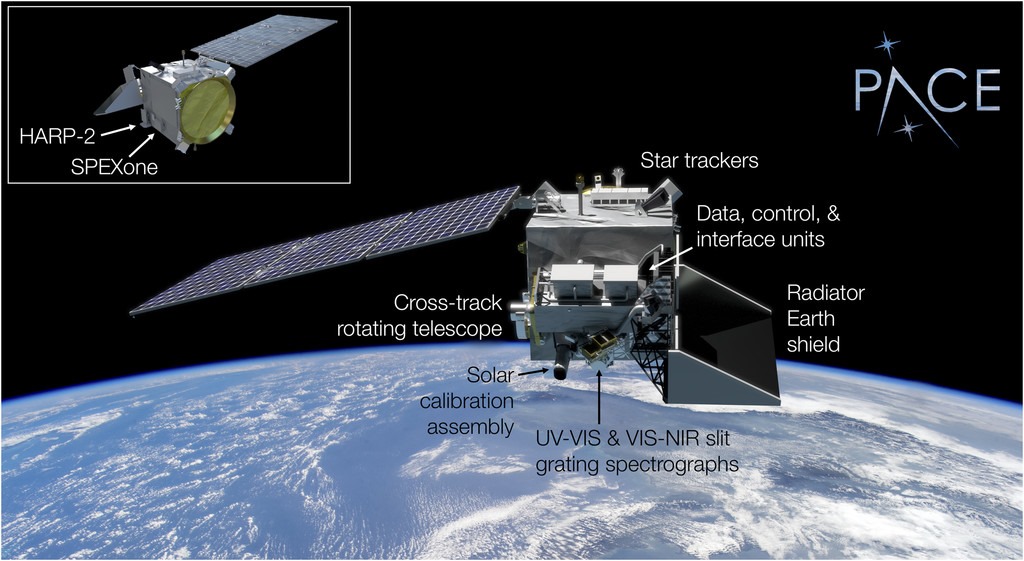 HARP-2
SPEXone
PACE
Star trackers
Data, control, &
interface units
Cross-track
rotating telescope
Radiator
Earth
shield
Solar
calibration
assembly
UV-VIS & VIS-NIR slit
grating spectrographs